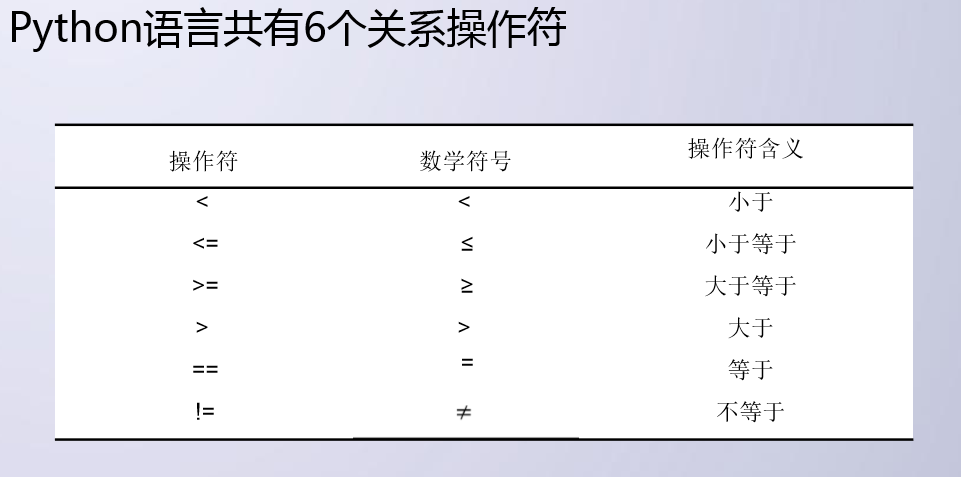 Python语言共有6个关系操作符
操作符 数学符号 操作符含义
< < 小于
<= ≤ 小于等于
>= ≥ 大于等于
> > 大于
== = 等于
!= ≠ 不等于